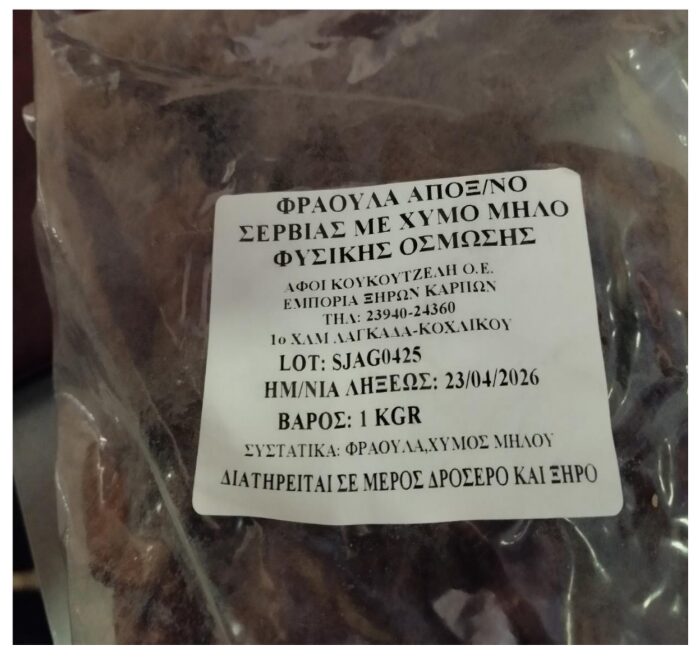 ΦΡΑΟΥΛΑ ΑΠΟΞ/ΝΟ
ΣΕΡΒΙΑΣ ΜΕ ΧΥΜΟ ΜΗΛΟ
ΦΥΣΙΚΗΣ ΟΣΜΩΣΗΣ
ΑΦΟΙ ΚΟΥΚΟΥΤΖΕΛΗ Ο.Ε.
ΕΜΠΟΡΙΑ ΞΗΡΩΝ ΚΑΡΠΩΝ
ΤΗΛ: 23940-24360
1ο ΧΛΜ ΛΑΓΚΑΔΑ-ΚΟΧΛΙΚΟΥ
LOT: SJAG0425
ΗΜ/ΝΙΑ ΛΗΞΕΩΣ: 23/04/2026
ΒΑΡΟΣ: 1 KGR
ΣΥΣΤΑΤΙΚΑ: ΦΡΑΟΥΛΑ,ΧΥΜΟΣ ΜΗΛΟΥ
ΔΙΑΤΗΡΕΙΤΑΙ ΣΕ ΜΕΡΟΣ ΔΡΟΣΕΡΟ ΚΑΙ ΞΗΡΟ